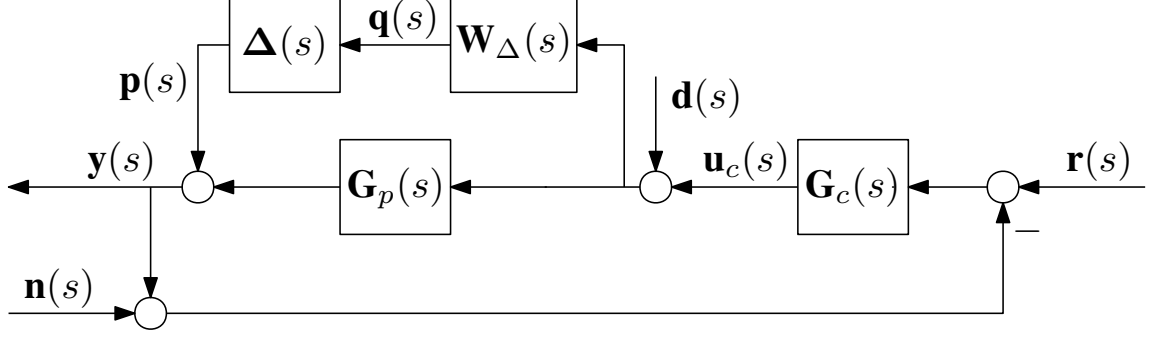 q(s)
Δ(s)
W_Δ(s)
p(s)
d(s)
y(s)
G_p(s)
u_c(s)
G_c(s)
r(s)
−
n(s)